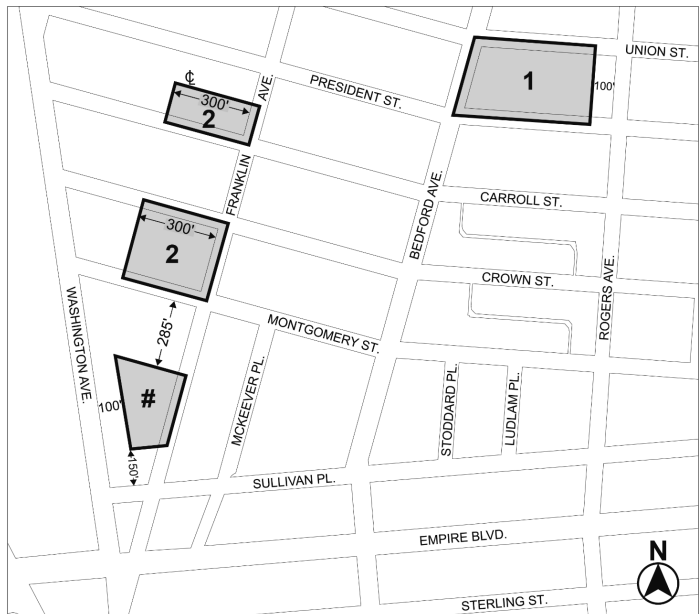 UNION ST.
1
100'
℄
300'
2
AVE.
PRESIDENT ST.
FRANKLIN
BEDFORD AVE.
CARROLL ST.
300'
2
CROWN ST.
ROGERS AVE.
WASHINGTON AVE.
285'
MONTGOMERY ST.
MCKEEVER PL.
STODDARD PL.
LUDLAM PL.
100'
#
150'
SULLIVAN PL.
EMPIRE BLVD.
N
STERLING ST.